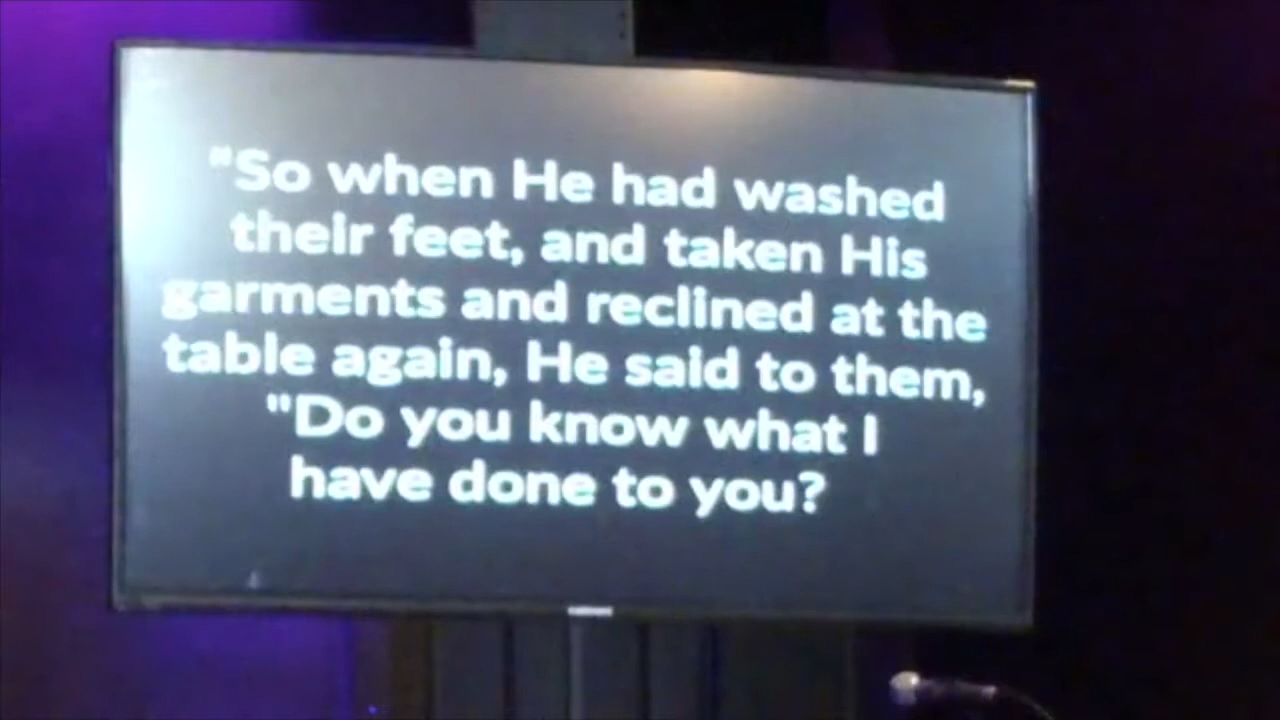 "So when He had washed
their feet, and taken His
garments and reclined at the
table again, He said to them,
"Do you know what I
have done to you?